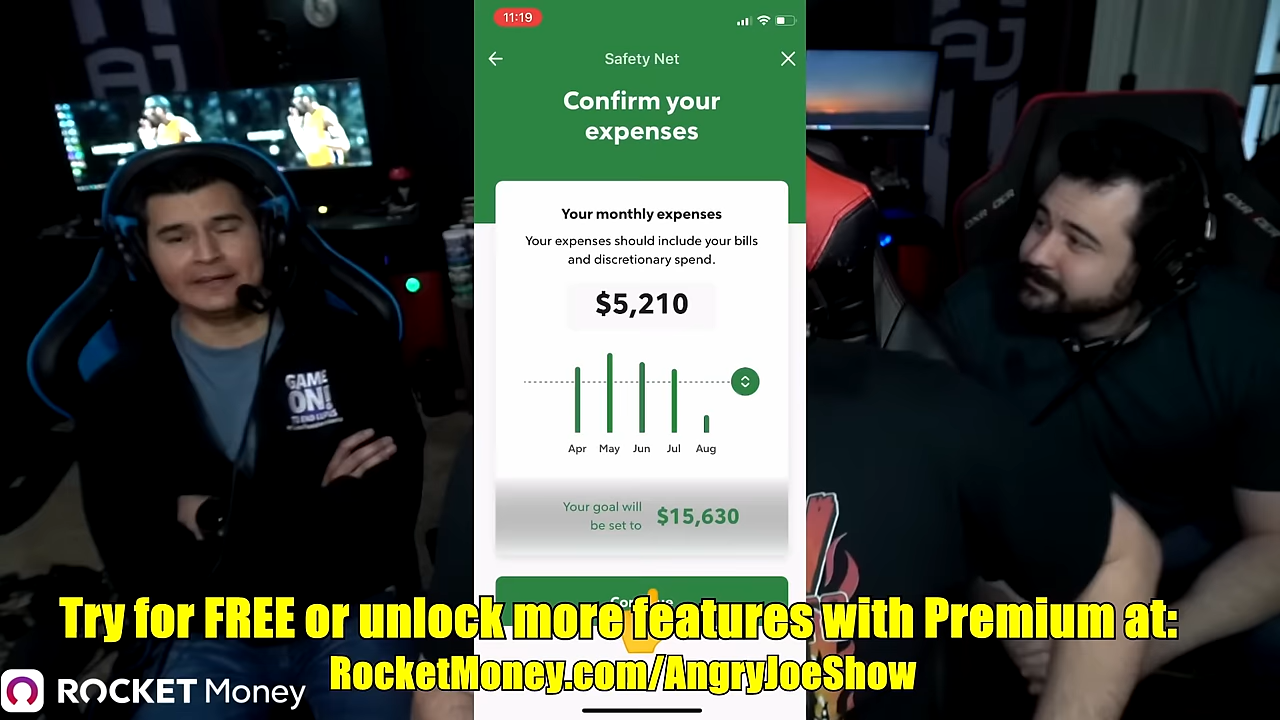 11:19
Safety Net
Confirm your
expenses
Your monthly expenses
Your expenses should include your bills
and discretionary spend.
$5,210
Apr May Jun Jul Aug
Your goal will
be set to
$15,630
GAME
ON!
Try for FREE or unlock more features with Premium at:
RocketMoney.com/AngryJoeShow
ROCKET Money